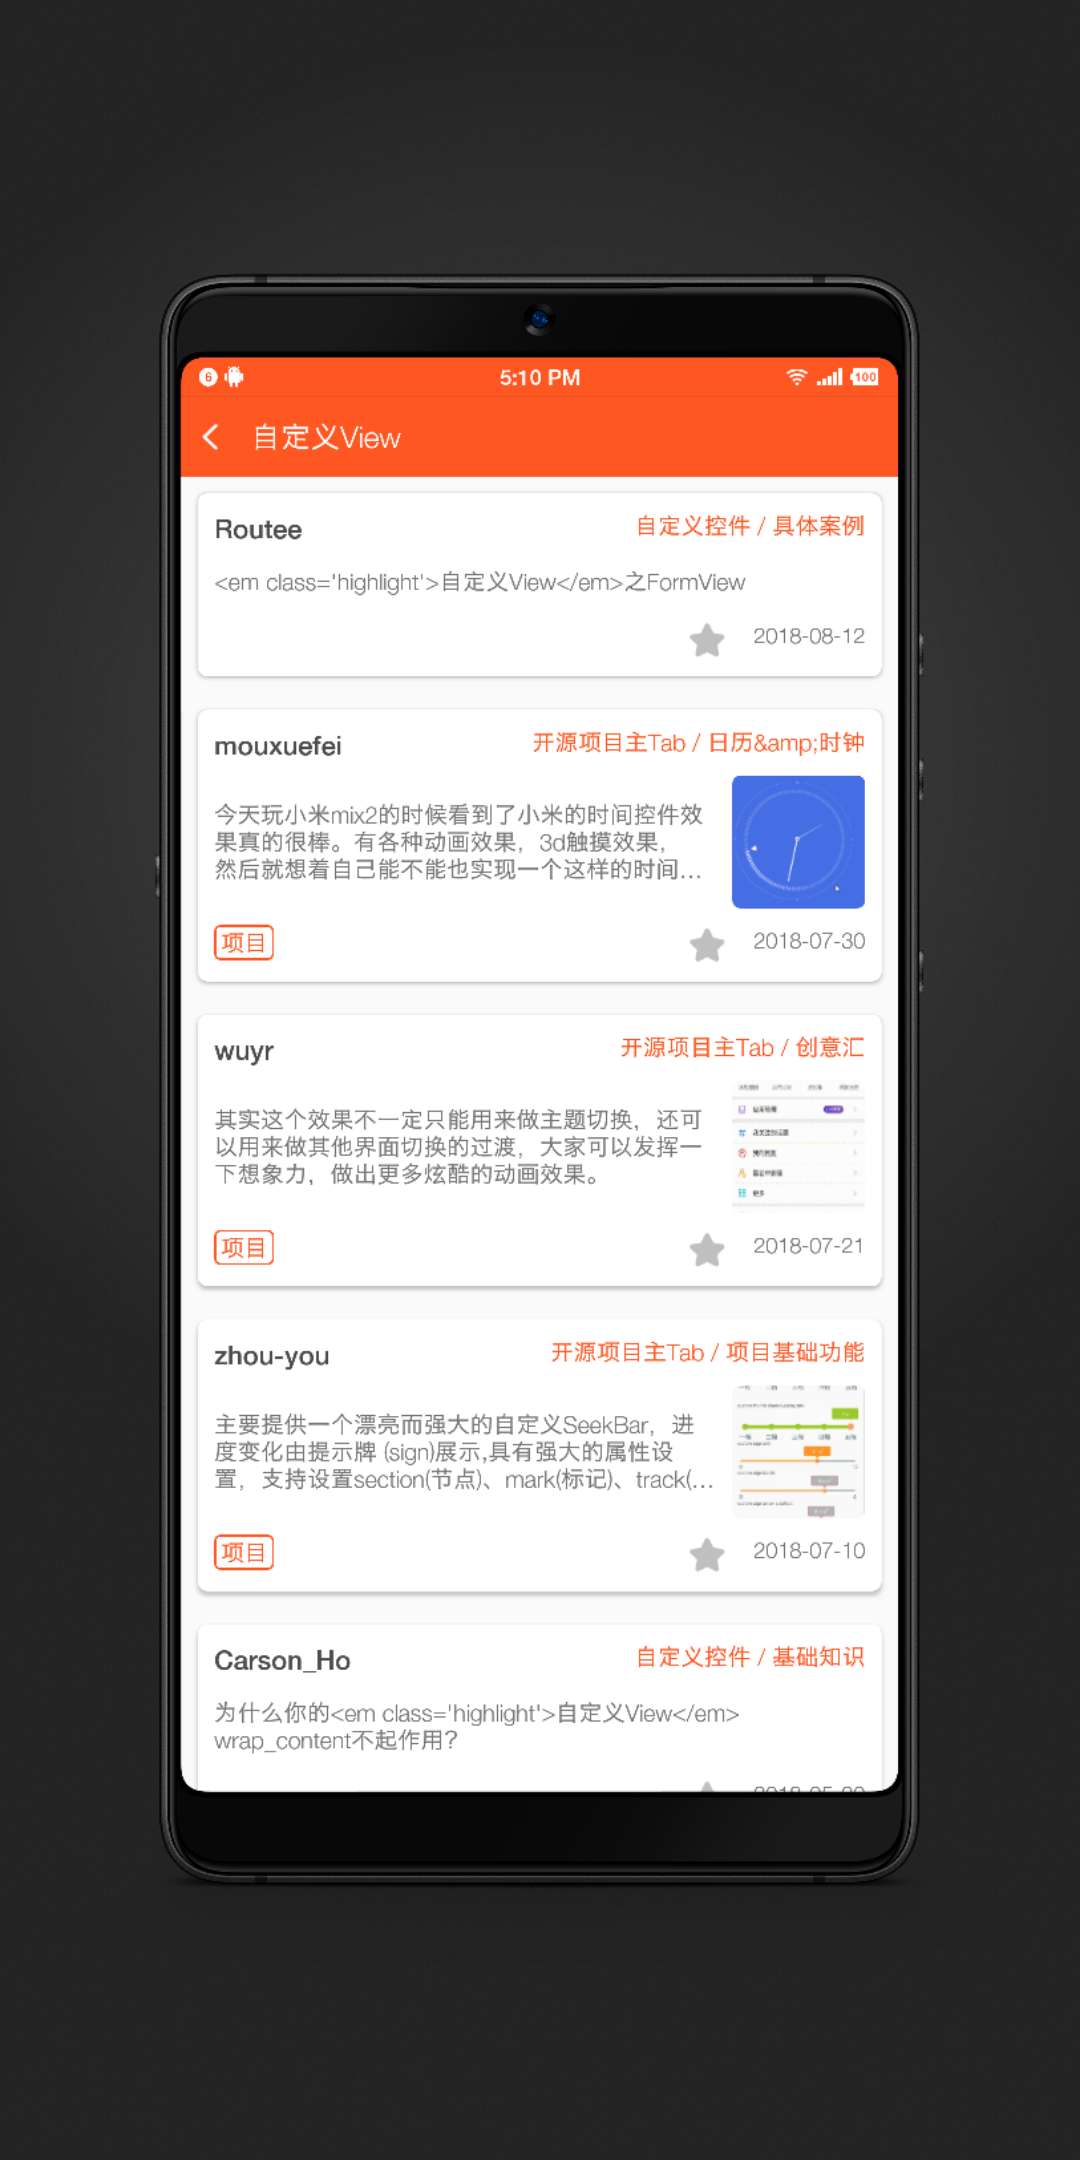 6
5:10 PM
100
自定义View
Routee
自定义控件 / 具体案例
<em class='highlight'>自定义View</em>之FormView
2018-08-12
mouxuefei
开源项目主Tab / 日历&amp;时钟
今天玩小米mix2的时候看到了小米的时间控件效
果真的很棒。有各种动画效果，3d触摸效果，
然后就想着自己能不能也实现一个这样的时间...
项目
2018-07-30
wuyr
开源项目主Tab / 创意汇
其实这个效果不一定只能用来做主题切换，还可
以用来做其他界面切换的过渡，大家可以发挥一
下想象力，做出更多炫酷的动画效果。
更多
项目
2018-07-21
zhou-you
开源项目主Tab / 项目基础功能
主要提供一个漂亮而强大的自定义SeekBar，进
度变化由提示牌 (sign)展示,具有强大的属性设
置，支持设置section(节点)、mark(标记)、track(...
项目
2018-07-10
Carson_Ho
自定义控件 / 基础知识
为什么你的<em class='highlight'>自定义View</em>
wrap_content不起作用？